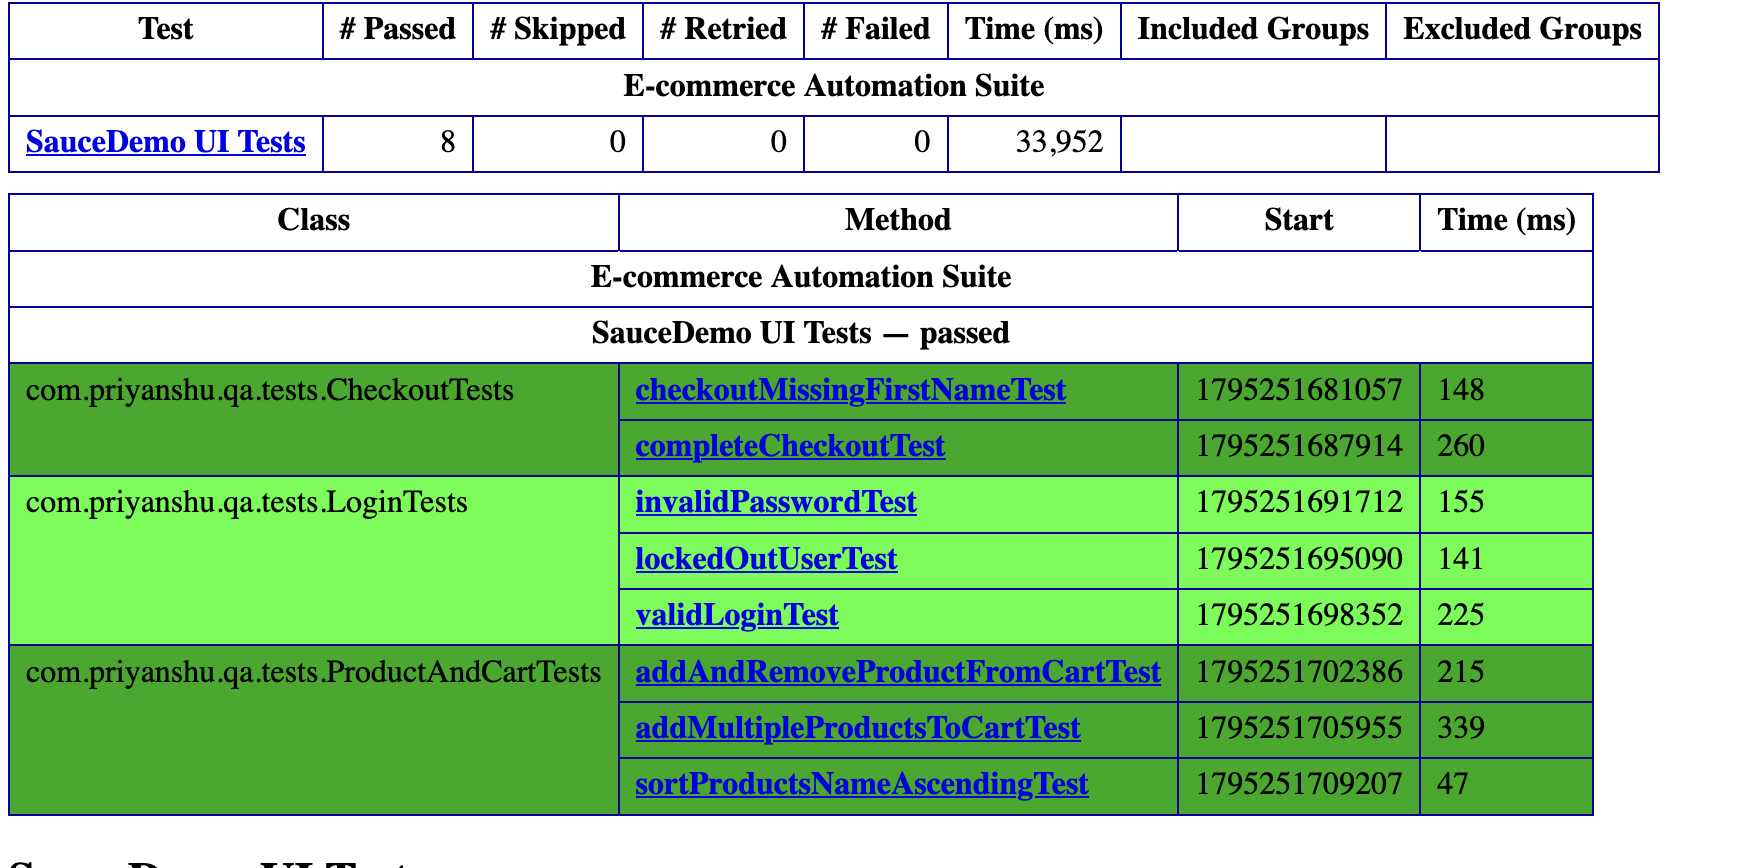 Test # Passed # Skipped # Retried # Failed Time (ms) Included Groups Excluded Groups
E-commerce Automation Suite
SauceDemo UI Tests 8 0 0 0 33,952
Class Method Start Time (ms)
E-commerce Automation Suite
SauceDemo UI Tests — passed
com.priyanshu.qa.tests.CheckoutTests checkoutMissingFirstNameTest 1795251681057 148
completeCheckoutTest 1795251687914 260
com.priyanshu.qa.tests.LoginTests invalidPasswordTest 1795251691712 155
lockedOutUserTest 1795251695090 141
validLoginTest 1795251698352 225
com.priyanshu.qa.tests.ProductAndCartTests addAndRemoveProductFromCartTest 1795251702386 215
addMultipleProductsToCartTest 1795251705955 339
sortProductsNameAscendingTest 1795251709207 47